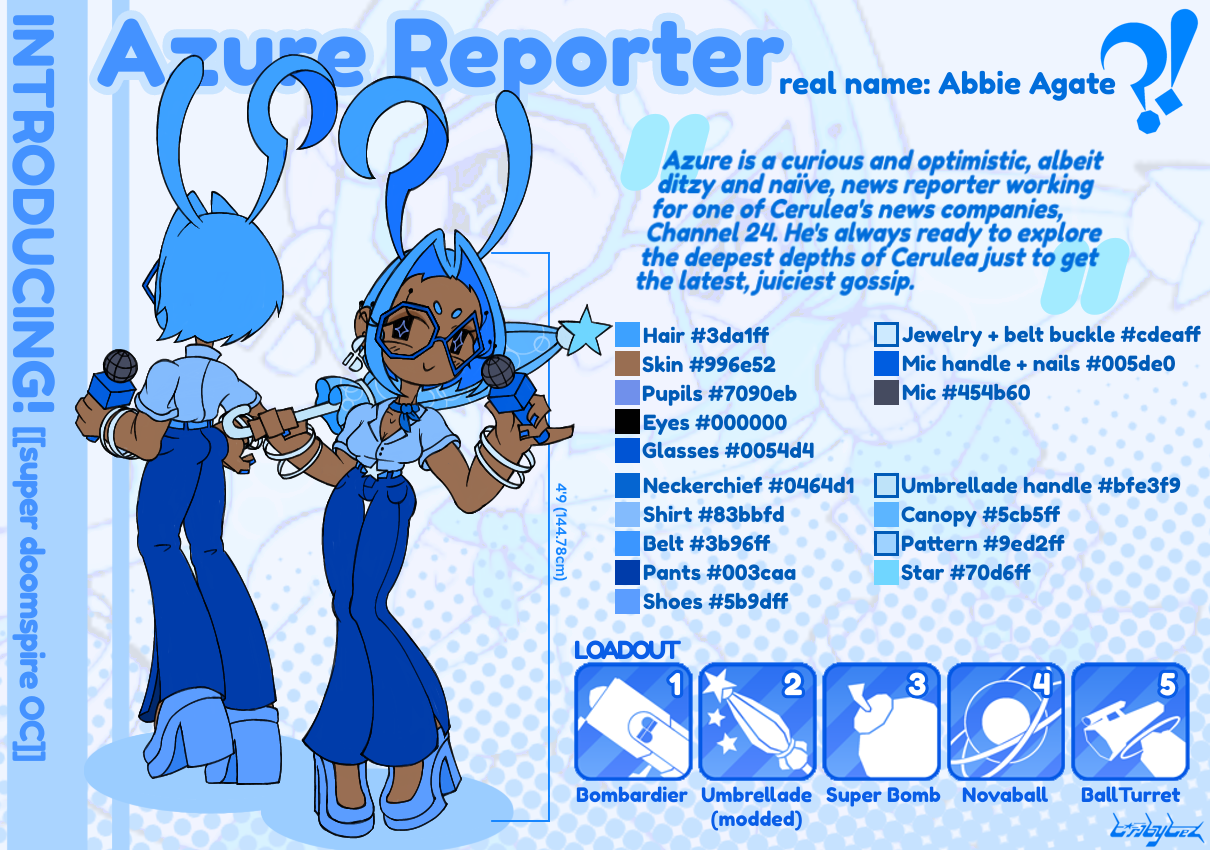 INTRODUCING! [[super doomspire OC]]
Azure Reporter
real name: Abbie Agate
?!
"
Azure is a curious and optimistic, albeit
ditzy and naïve, news reporter working
for one of Cerulea's news companies,
Channel 24. He's always ready to explore
the deepest depths of Cerulea just to get
the latest, juiciest gossip.
"
Hair #3da1ff
Skin #996e52
Pupils #7090eb
Eyes #000000
Glasses #0054d4
Neckerchief #0464d1
Shirt #83bbfd
Belt #3b96ff
Pants #003caa
Shoes #5b9dff
Jewelry + belt buckle #cdeaff
Mic handle + nails #005de0
Mic #454b60
Umbrellade handle #bfe3f9
Canopy #5cb5ff
Pattern #9ed2ff
Star #70d6ff
4'9 (144.78cm)
LOADOUT
1
2
3
4
5
Bombardier
Umbrellade
(modded)
Super Bomb
Novaball
BallTurret